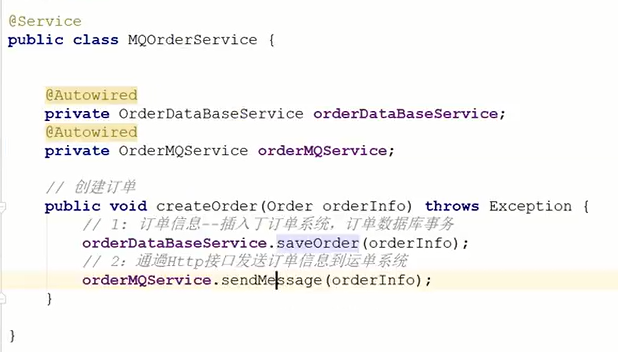 @Service
public class MQOrderService {
@Autowired
private OrderDataBaseService orderDataBaseService;
@Autowired
private OrderMQService orderMQService;
// 创建订单
public void createOrder(Order orderInfo) throws Exception {
// 1: 订单信息--插入丁订单系统,订单数据库事务
orderDataBaseService.saveOrder(orderInfo);
// 2:通過Http接口发送订单信息到运单系统
orderMQService.sendMessage(orderInfo);
}
}